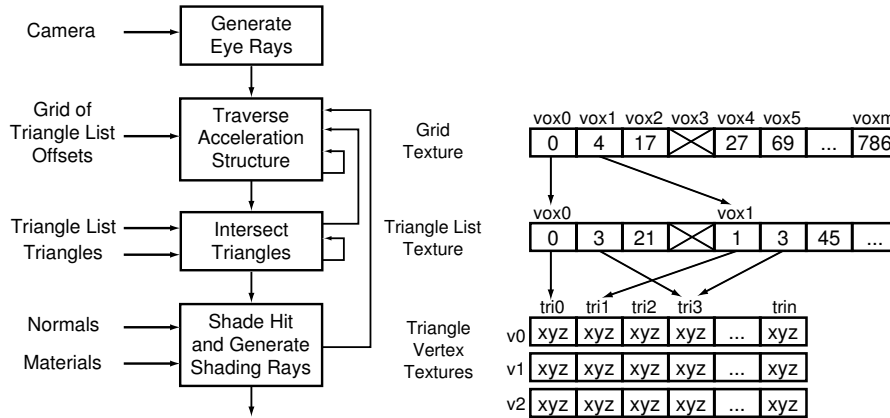 Camera
Generate
Eye Rays
Grid of
Triangle List
Offsets
Traverse
Acceleration
Structure
Triangle List
Triangles
Intersect
Triangles
Normals
Materials
Shade Hit
and Generate
Shading Rays
Grid
Texture
vox0 vox1 vox2 vox3 vox4 vox5 voxm
0 4 17 27 69 ... 786
Triangle List
Texture
vox0 vox1
0 3 21 1 3 45 ...
Triangle
Vertex
Textures
tri0 tri1 tri2 tri3 trin
v0 xyz xyz xyz xyz ... xyz
v1 xyz xyz xyz xyz ... xyz
v2 xyz xyz xyz xyz ... xyz